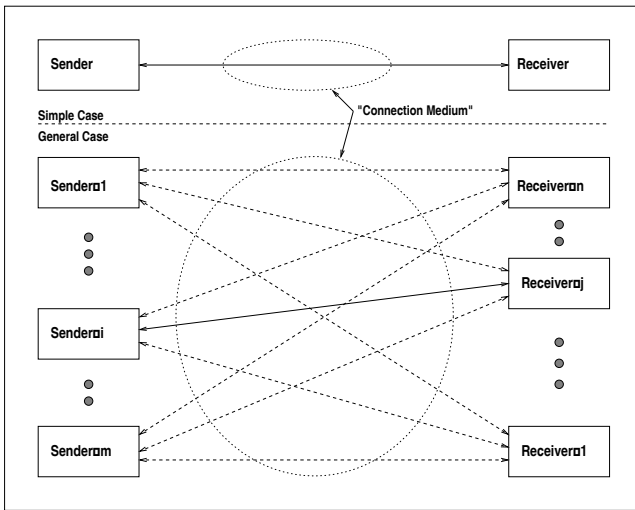 Sender
Receiver
"Connection Medium"
Simple Case
General Case
Sender¤1
Receiver¤n
Receiver¤j
Sender¤i
Sender¤m
Receiver¤1